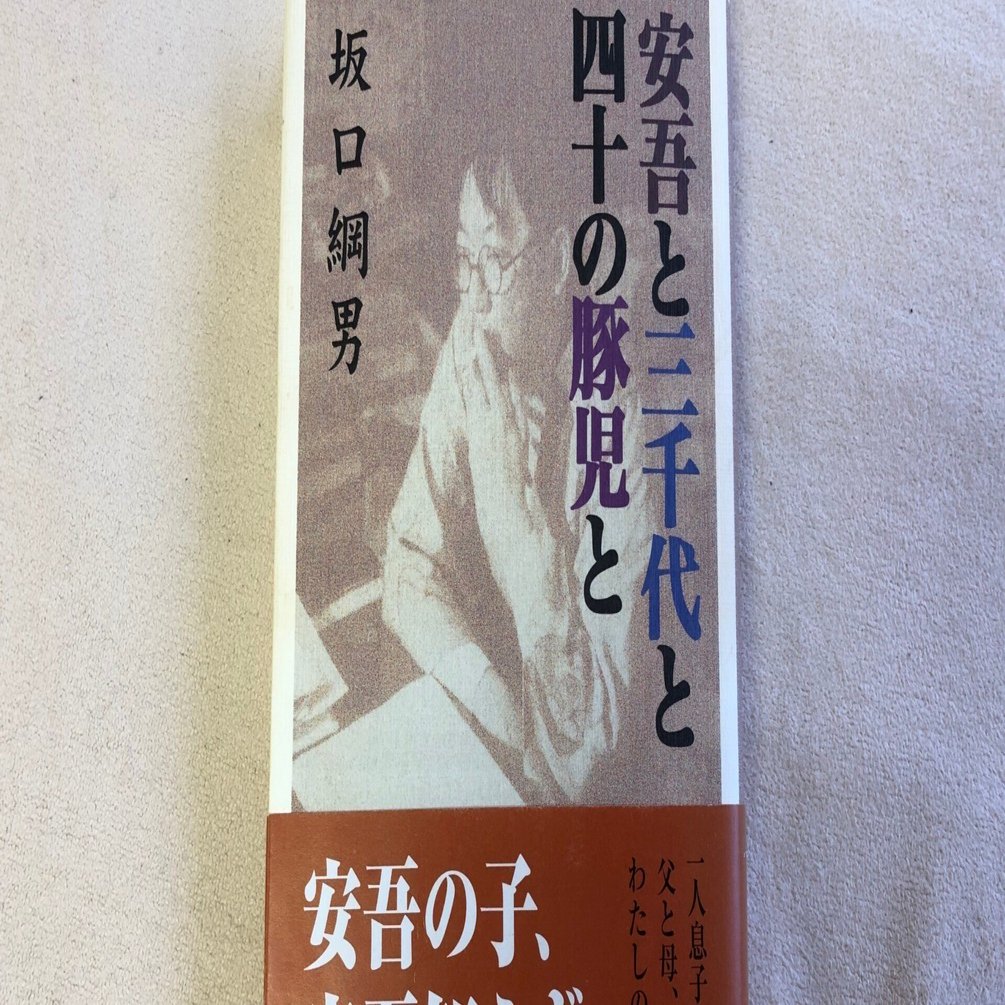 安吾と三千代と
四十の豚児と
坂口綱男
一人息子
父と母、
わたしの
安吾の子、